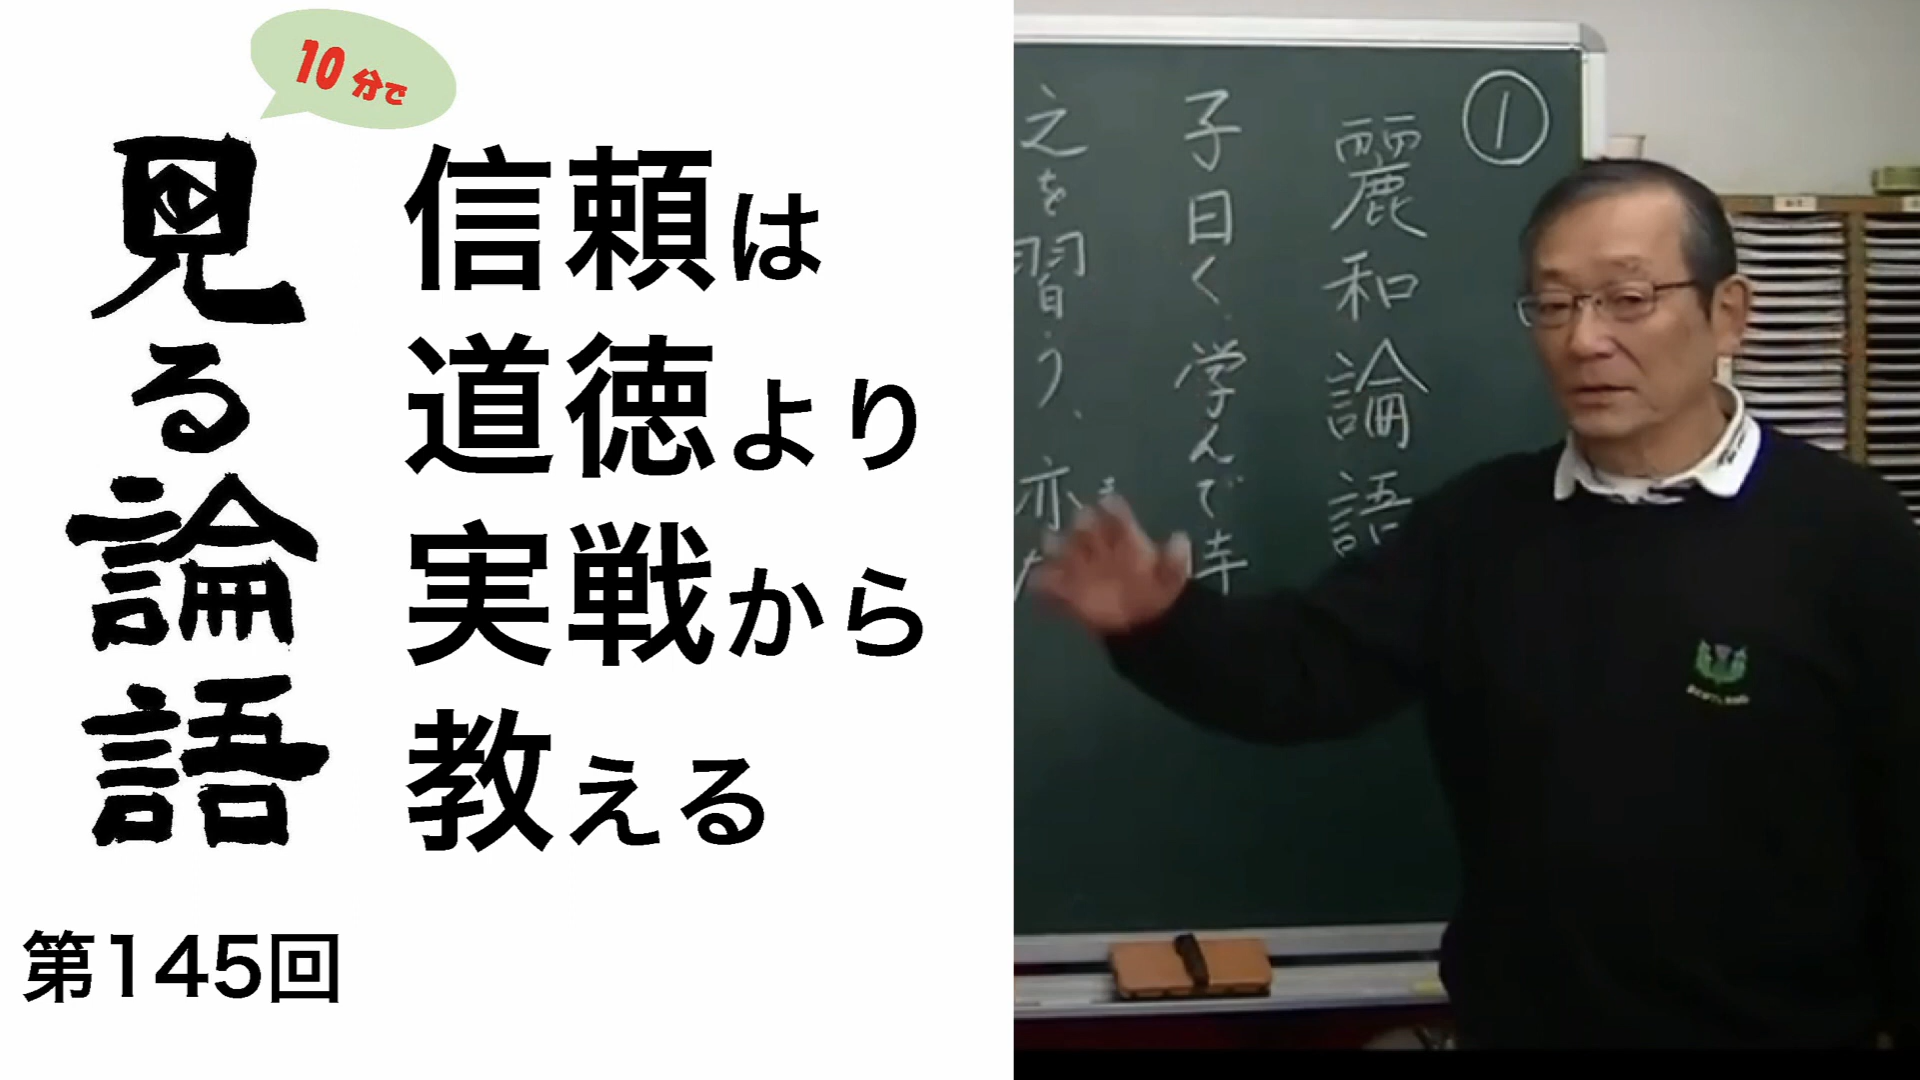 10分で
見る論語
信頼は
道徳より
実戦から
教える
第145回
①
麗和論語
子曰く、学んで時
之を習う、亦